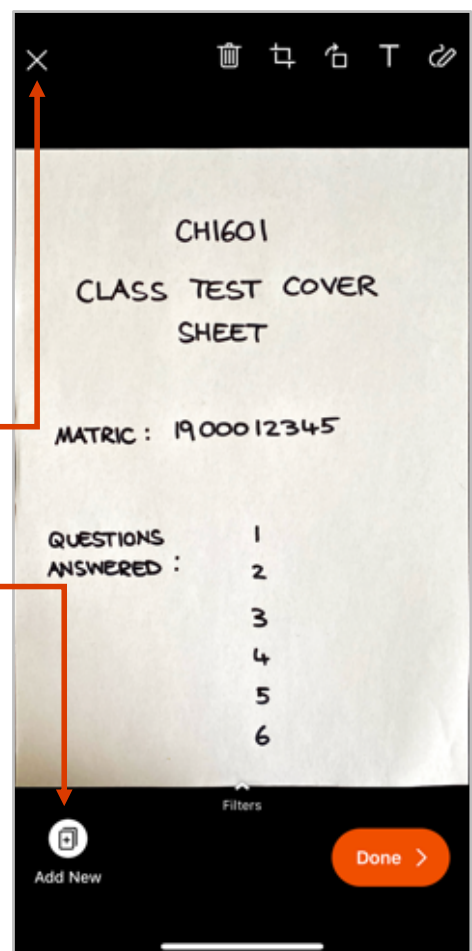 T
CH1601
CLASS TEST COVER
SHEET
MATRIC: 1900012345
QUESTIONS 1
ANSWERED: 2
3
4
5
6
Filters
Add New
Done